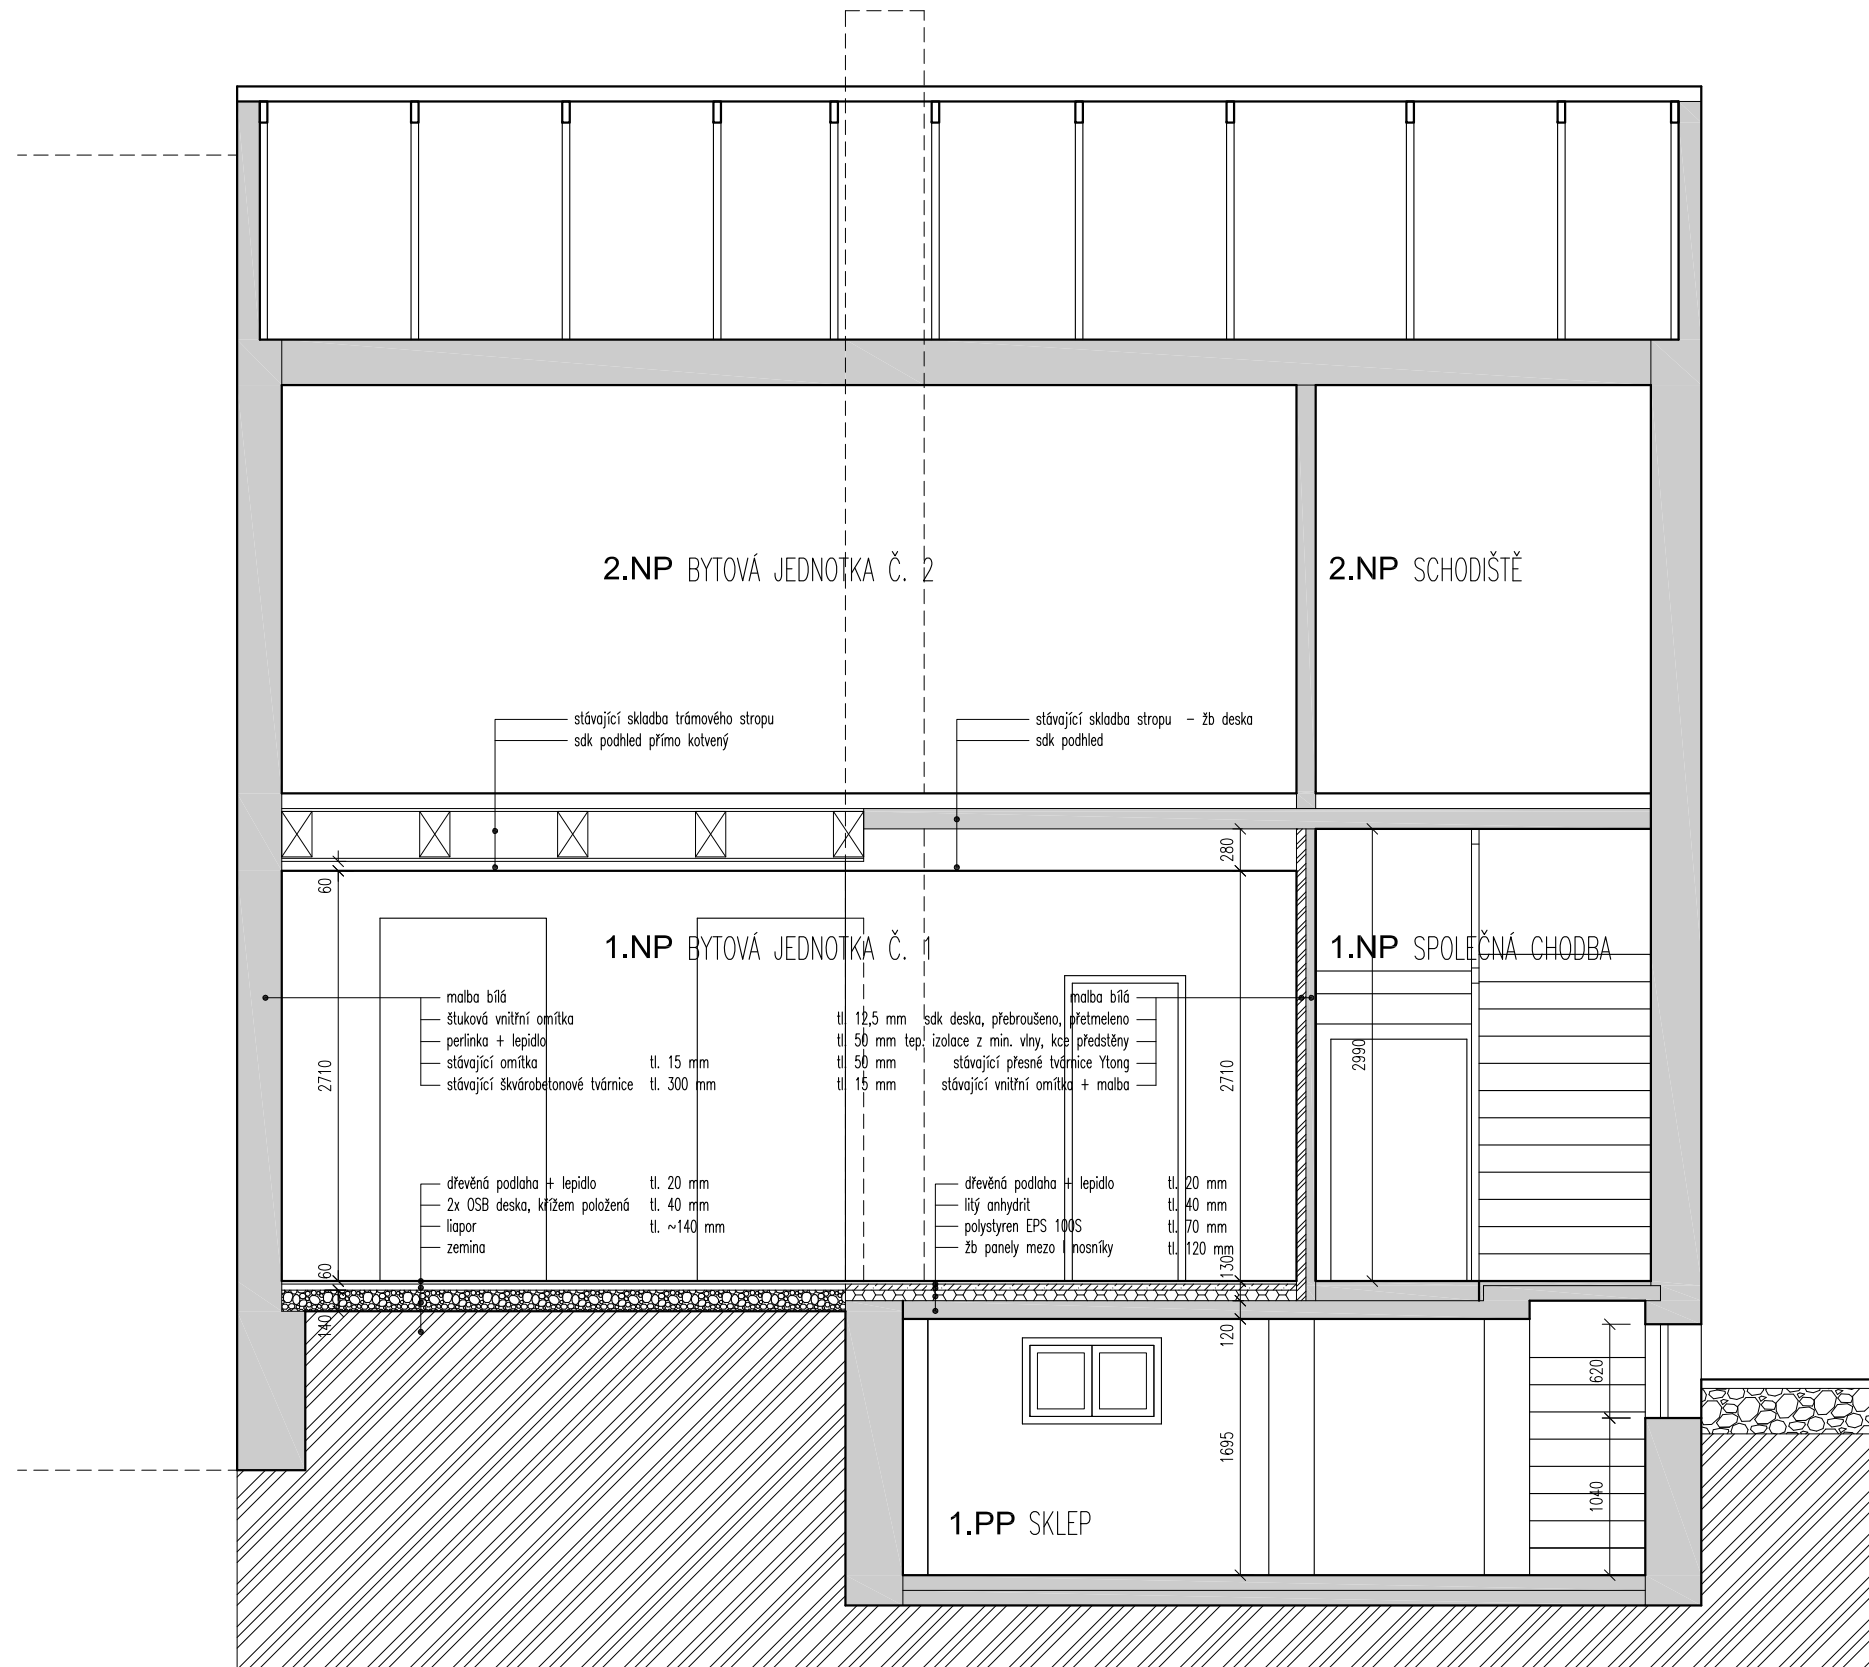 2.NP BYTOVÁ JEDNOTKA Č. 2
2.NP SCHODIŠTĚ
stávající skladba trámového stropu
sdk podhled přímo kotvený
stávající skladba stropu - žb deska
sdk podhled
280
60
1.NP BYTOVÁ JEDNOTKA Č. 1
1.NP SPOLEČNÁ CHODBA
malba bílá
štuková vnitřní omítka
perlinka + lepidlo
stávající omítka tl. 15 mm
stávající škvárobetonové tvárnice tl. 300 mm
malba bílá
tl. 12,5 mm sdk deska, přebroušeno, přetmeleno
tl. 50 mm tep. izolace z min. vlny, kce předstěny
tl. 50 mm stávající přesné tvárnice Ytong
tl. 15 mm stávající vnitřní omítka + malba
2710
2710
2990
dřevěná podlaha + lepidlo tl. 20 mm
2x OSB deska, křížem položená tl. 40 mm
liapor tl. ~140 mm
zemina
dřevěná podlaha + lepidlo tl. 20 mm
litý anhydrit tl. 40 mm
polystyren EPS 100S tl. 70 mm
žb panely mezo I nosníky tl. 120 mm
60
130
140
120
620
1695
1040
1.PP SKLEP